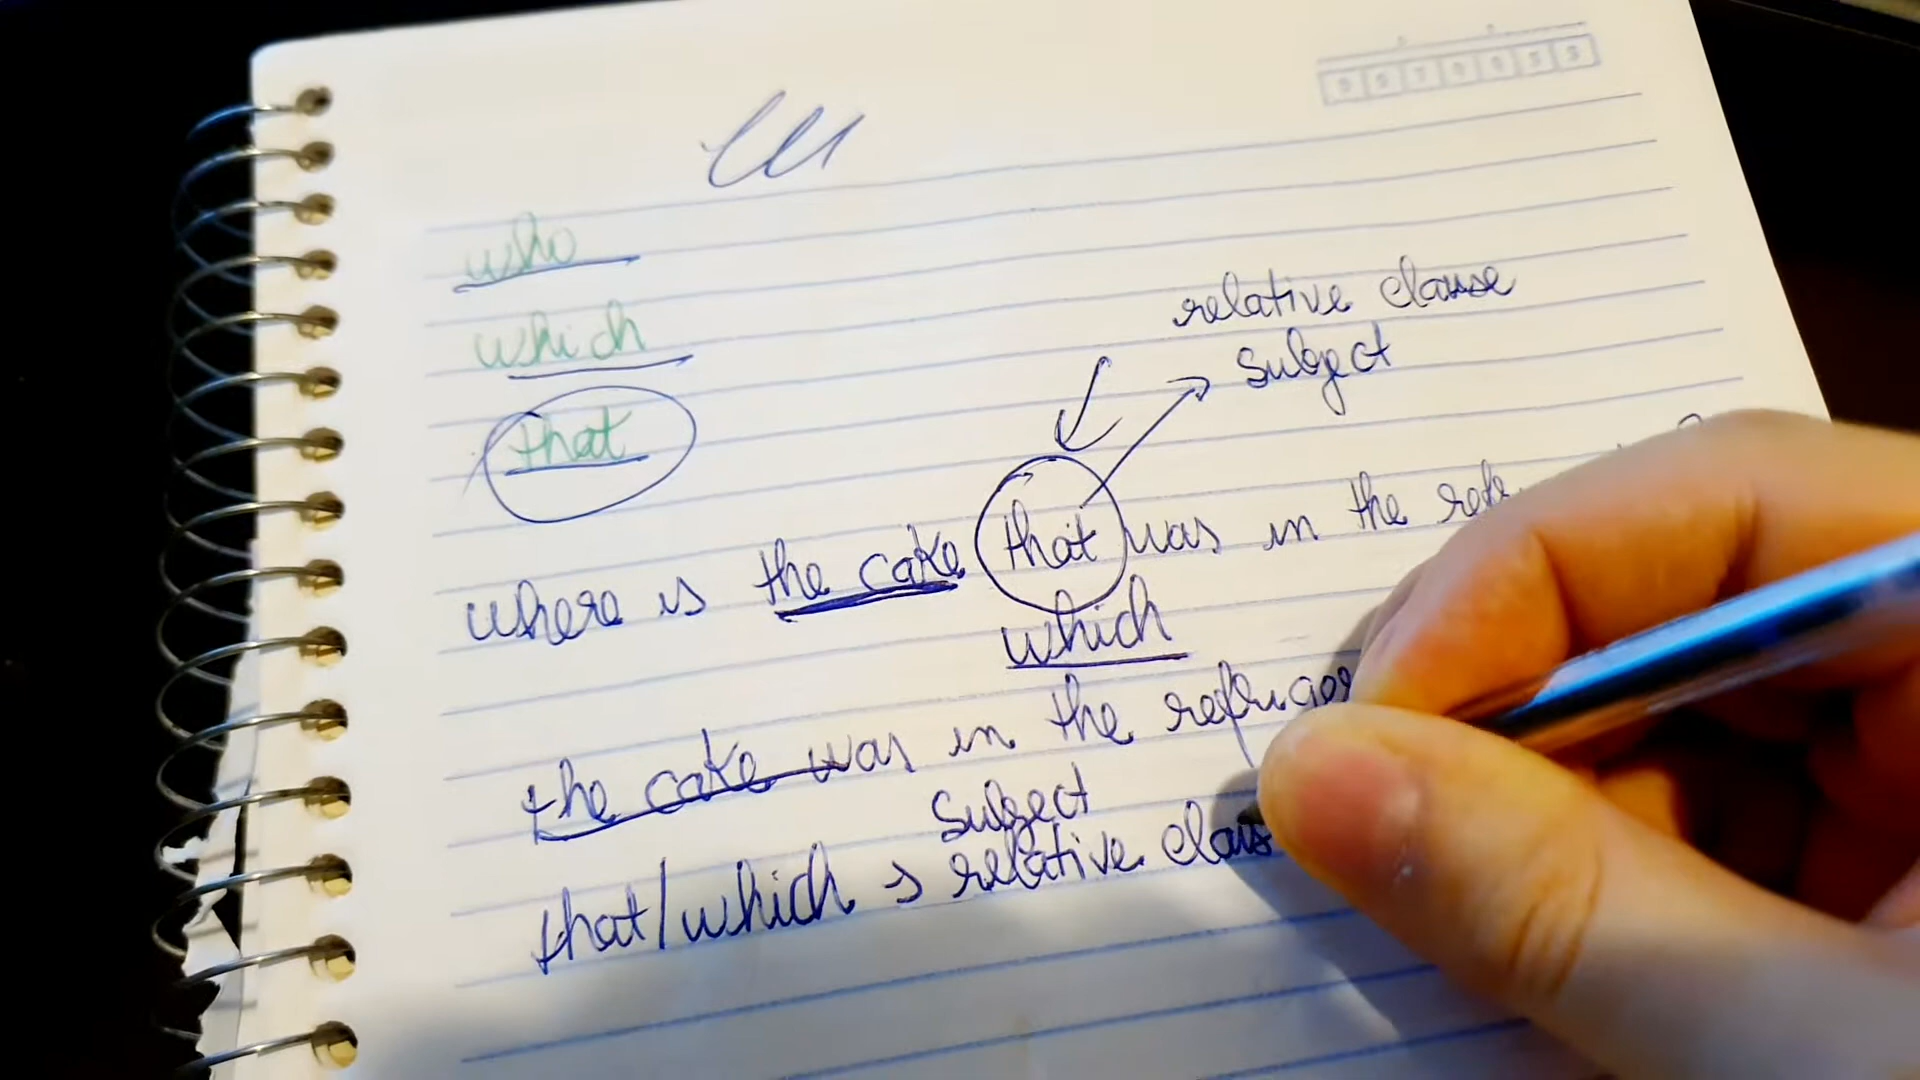 who
which
that
relative clause
subject
where is the cake that was in the
which
the cake was in the
subject
that/which is relative